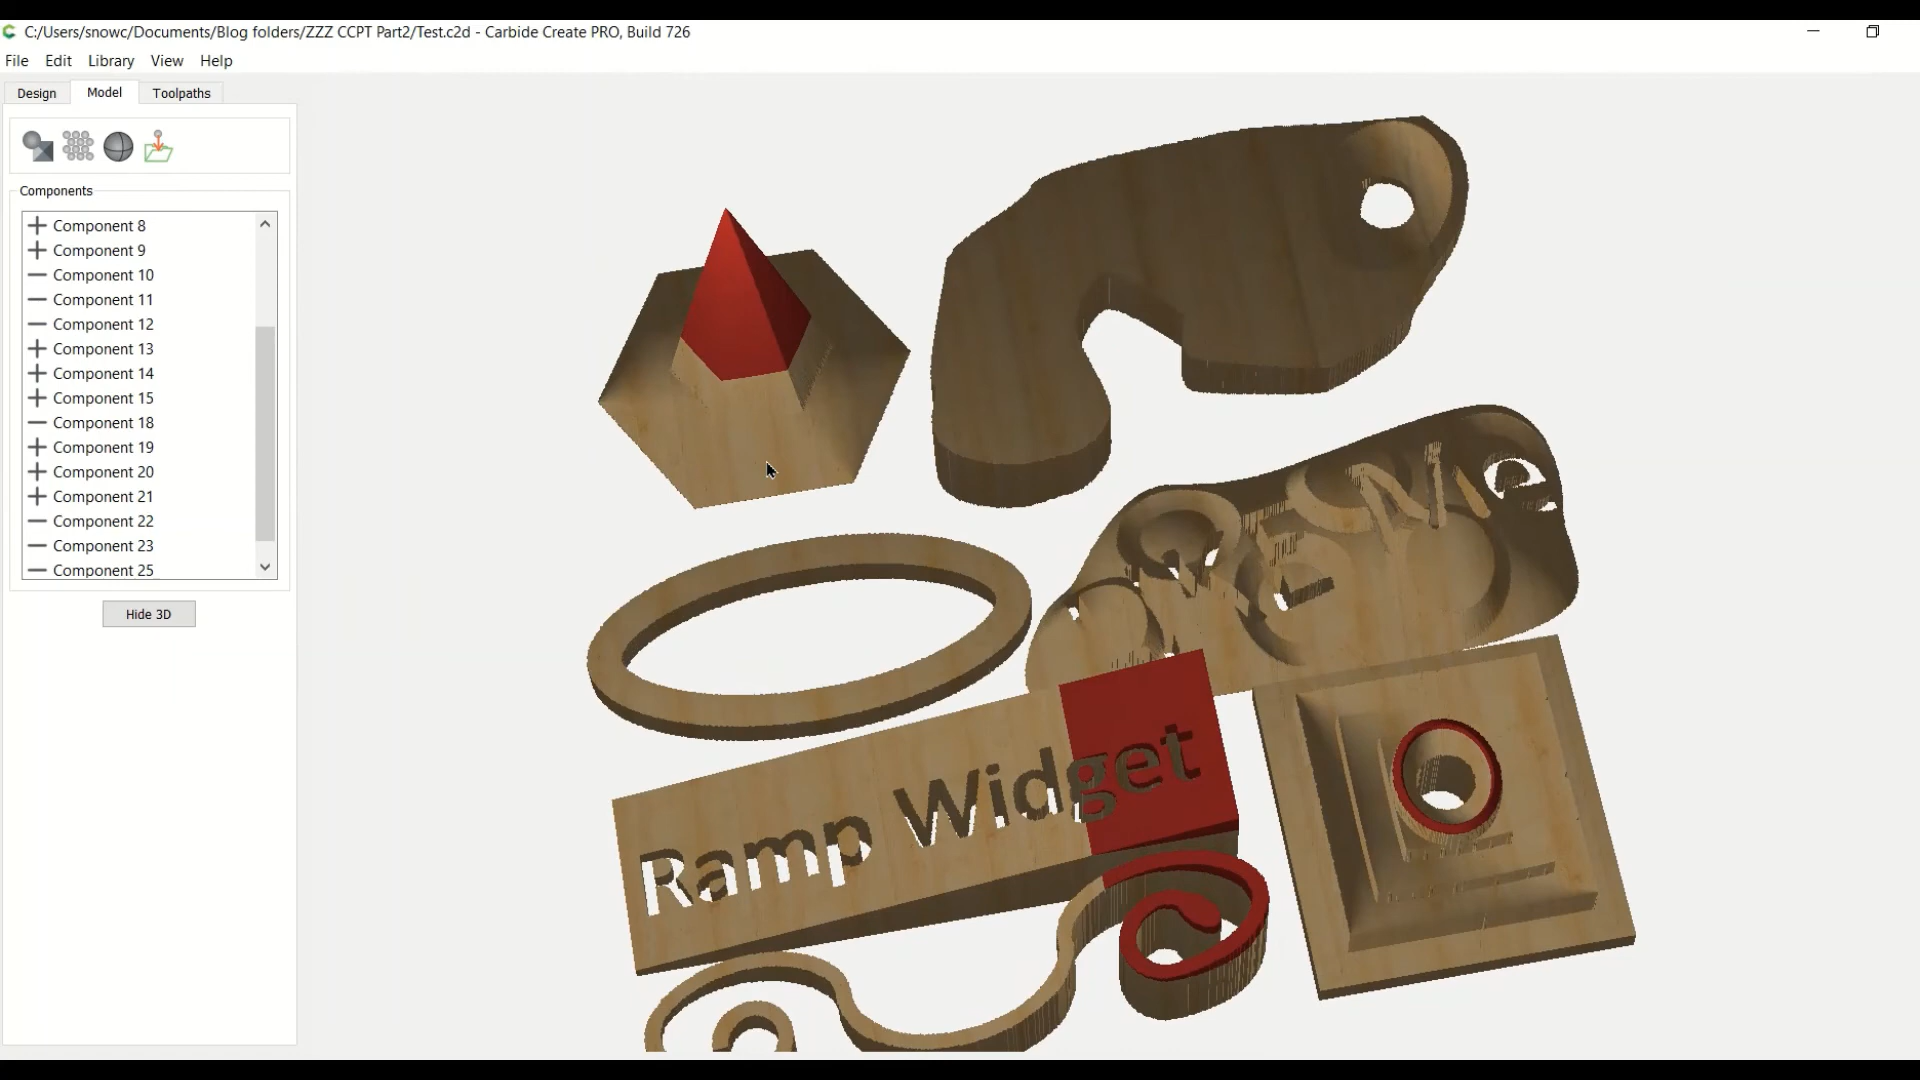 C:/Users/snowc/Documents/Blog folders/ZZZ CCPT Part2/Test.c2d - Carbide Create PRO, Build 726
File Edit Library View Help
Design Model Toolpaths
Components
Component 8
Component 9
Component 10
Component 11
Component 12
Component 13
Component 14
Component 15
Component 18
Component 19
Component 20
Component 21
Component 22
Component 23
Component 25
Hide 3D
Ramp Widget